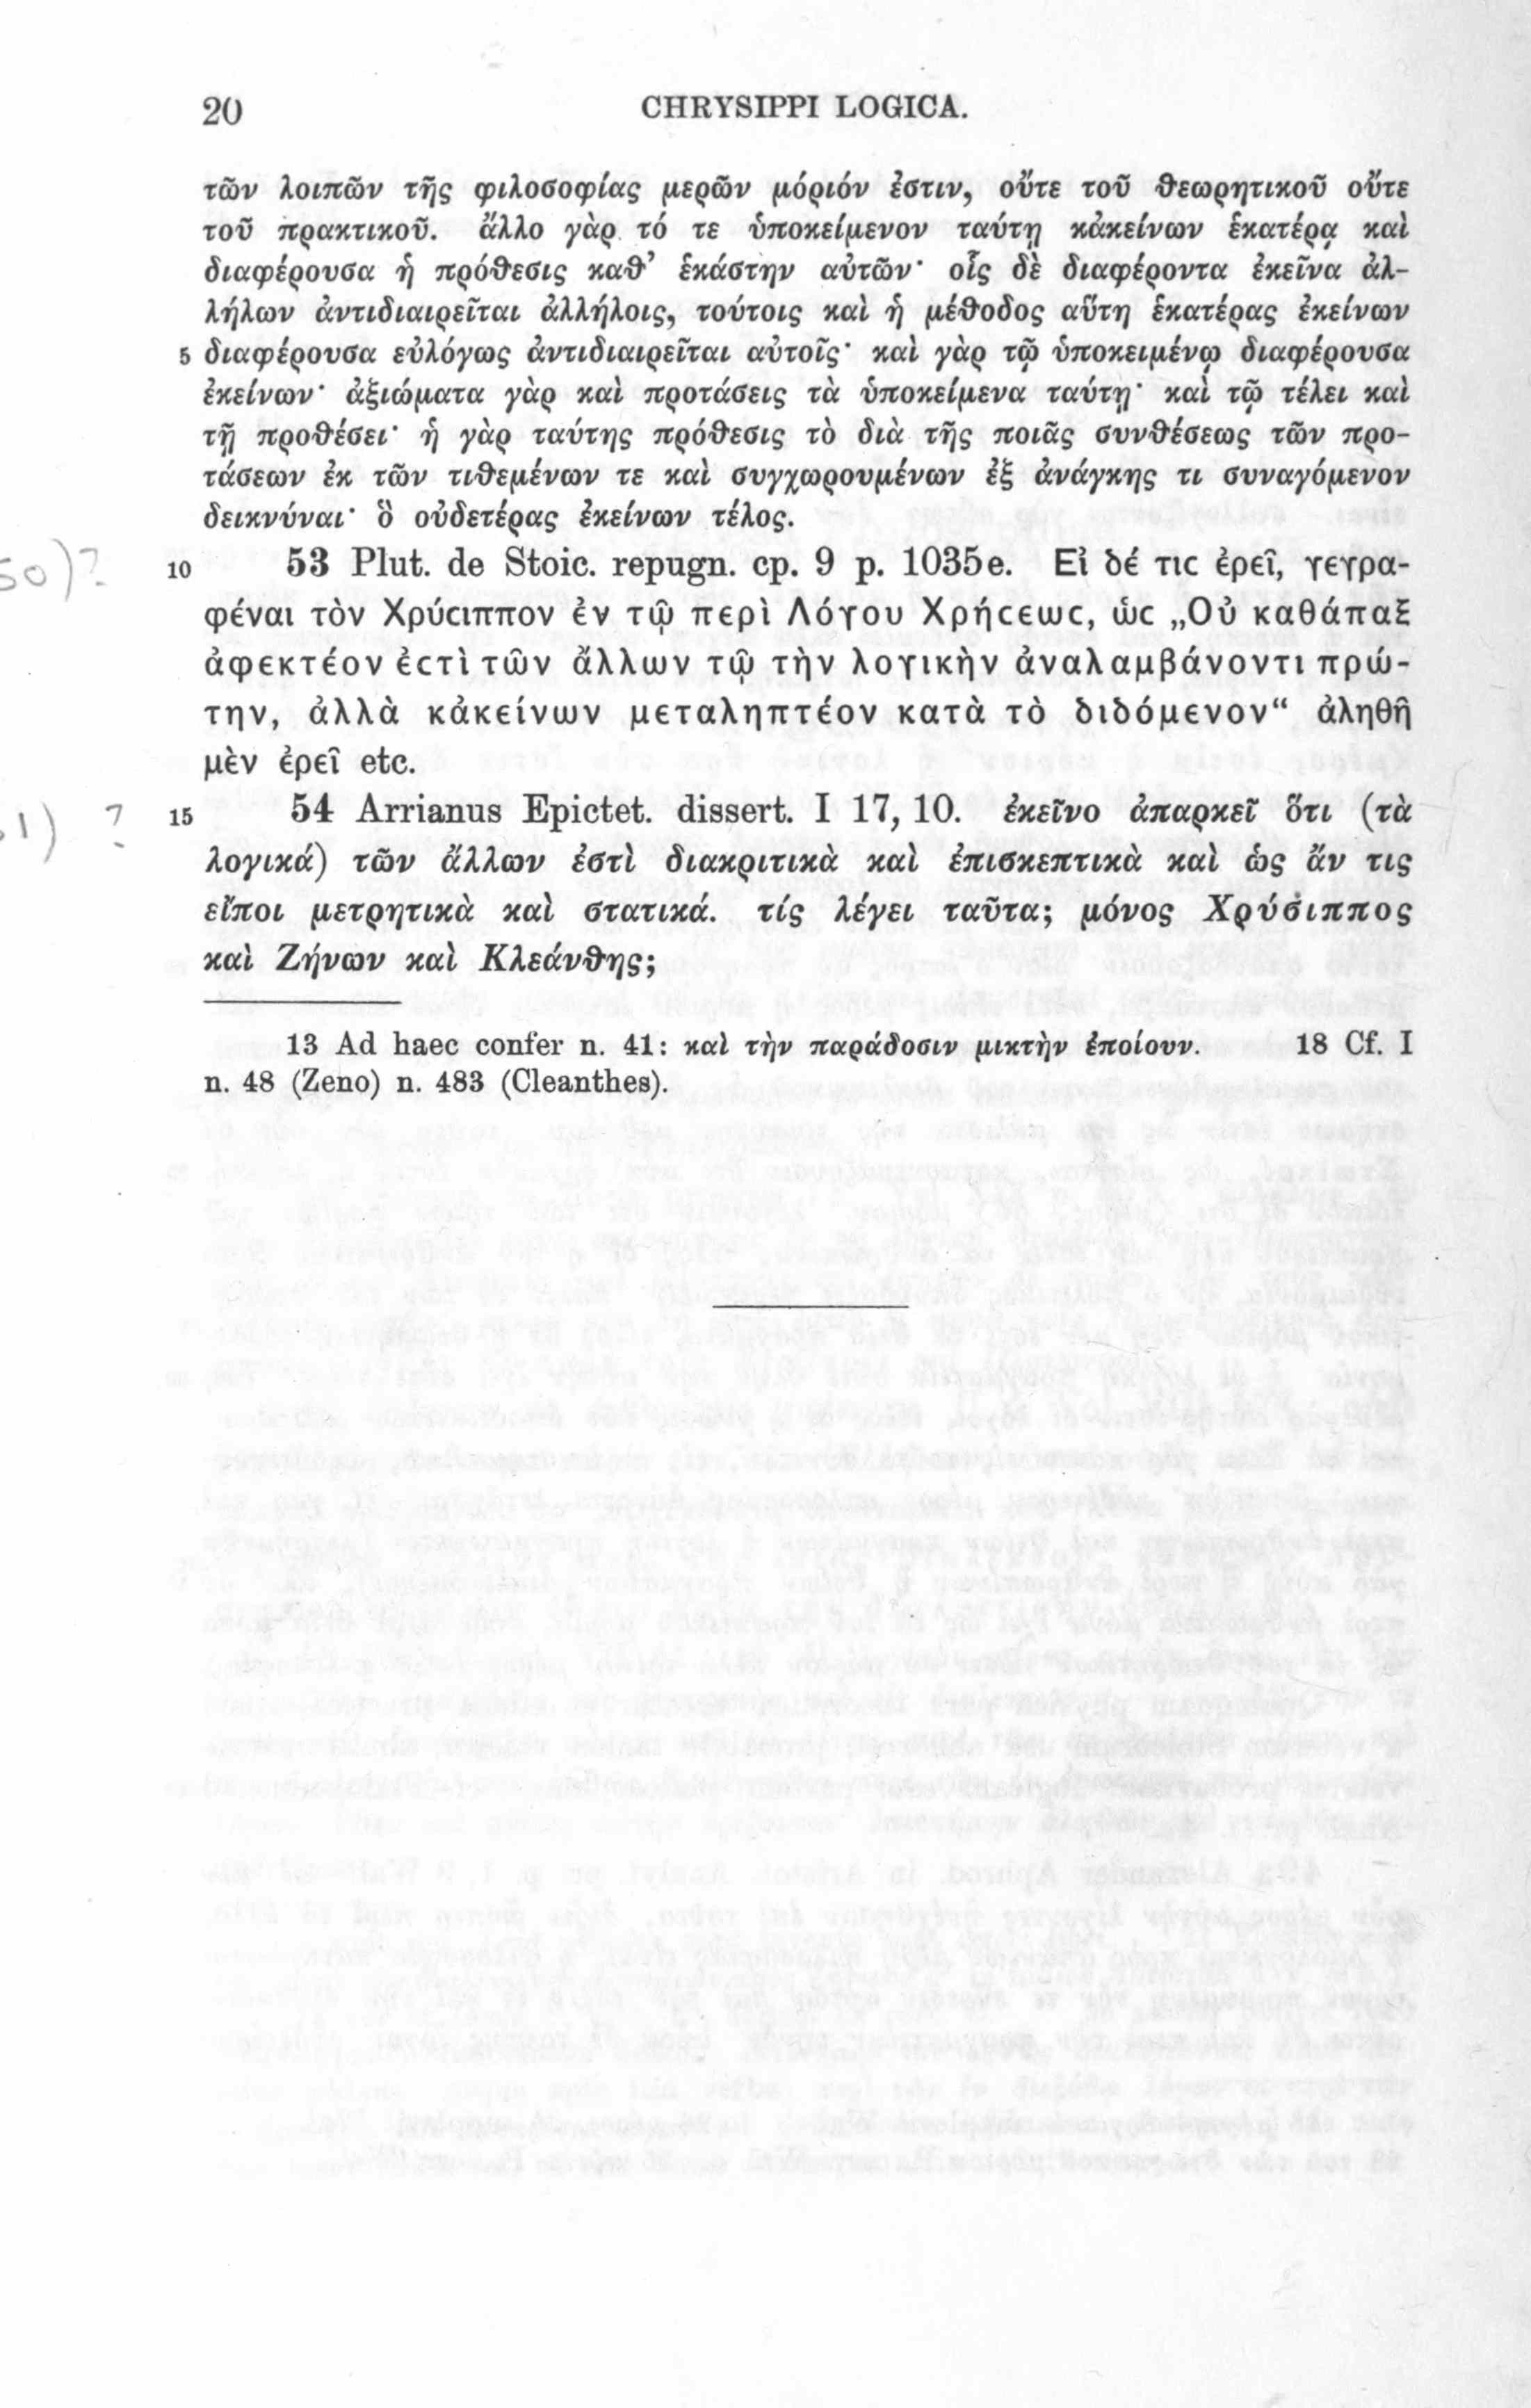 20 CHRYSIPPI LOGICA.
τῶν λοιπῶν τῆς φιλοσοφίας μερῶν μόριόν ἐστιν, οὔτε τοῦ θεωρητικοῦ οὔτε
τοῦ πρακτικοῦ. ἄλλο γὰρ τό τε ὑποκείμενον ταύτῃ κἀκείνων ἑκατέρᾳ καὶ
διαφέρουσα ἡ πρόθεσις καθ’ ἑκάστην αὐτῶν· οἷς δὲ διαφέροντα ἐκεῖνα ἀλ-
λήλων ἀντιδιαιρεῖται ἀλλήλοις, τούτοις καὶ ἡ μέθοδος αὕτη ἑκατέρας ἐκείνων
5 διαφέρουσα εὐλόγως ἀντιδιαιρεῖται αὐτοῖς· καὶ γὰρ τῷ ὑποκειμένῳ διαφέρουσα
ἐκείνων· ἀξιώματα γὰρ καὶ προτάσεις τὰ ὑποκείμενα ταύτῃ· καὶ τῷ τέλει καὶ
τῇ προθέσει· ἡ γὰρ ταύτης πρόθεσις τὸ διὰ τῆς ποιᾶς συνθέσεως τῶν προ-
τάσεων ἐκ τῶν τιθεμένων τε καὶ συγχωρουμένων ἐξ ἀνάγκης τι συναγόμενον
δεικνύναι· ὃ οὐδετέρας ἐκείνων τέλος.
50)? 10 53 Plut. de Stoic. repugn. cp. 9 p. 1035e. Εἰ δέ τιϲ ἐρεῖ, γεγρα-
φέναι τὸν Χρύϲιππον ἐν τῷ περὶ Λόγου Χρήϲεωϲ, ὡϲ „Οὐ καθάπαξ
ἀφεκτέον ἐϲτὶ τῶν ἄλλων τῷ τὴν λογικὴν ἀναλαμβάνοντι πρώ-
την, ἀλλὰ κἀκείνων μεταληπτέον κατὰ τὸ διδόμενον“ ἀληθῆ
μὲν ἐρεῖ etc.
51) ? 15 54 Arrianus Epictet. dissert. I 17, 10. ἐκεῖνο ἀπαρκεῖ ὅτι (τὰ
λογικά) τῶν ἄλλων ἐστὶ διακριτικὰ καὶ ἐπισκεπτικὰ καὶ ὡς ἄν τις
εἴποι μετρητικὰ καὶ στατικά. τίς λέγει ταῦτα; μόνος Χρύσιππος
καὶ Ζήνων καὶ Κλεάνθης;
13 Ad haec confer n. 41: καὶ τὴν παράδοσιν μικτὴν ἐποίουν. 18 Cf. I
n. 48 (Zeno) n. 483 (Cleanthes).